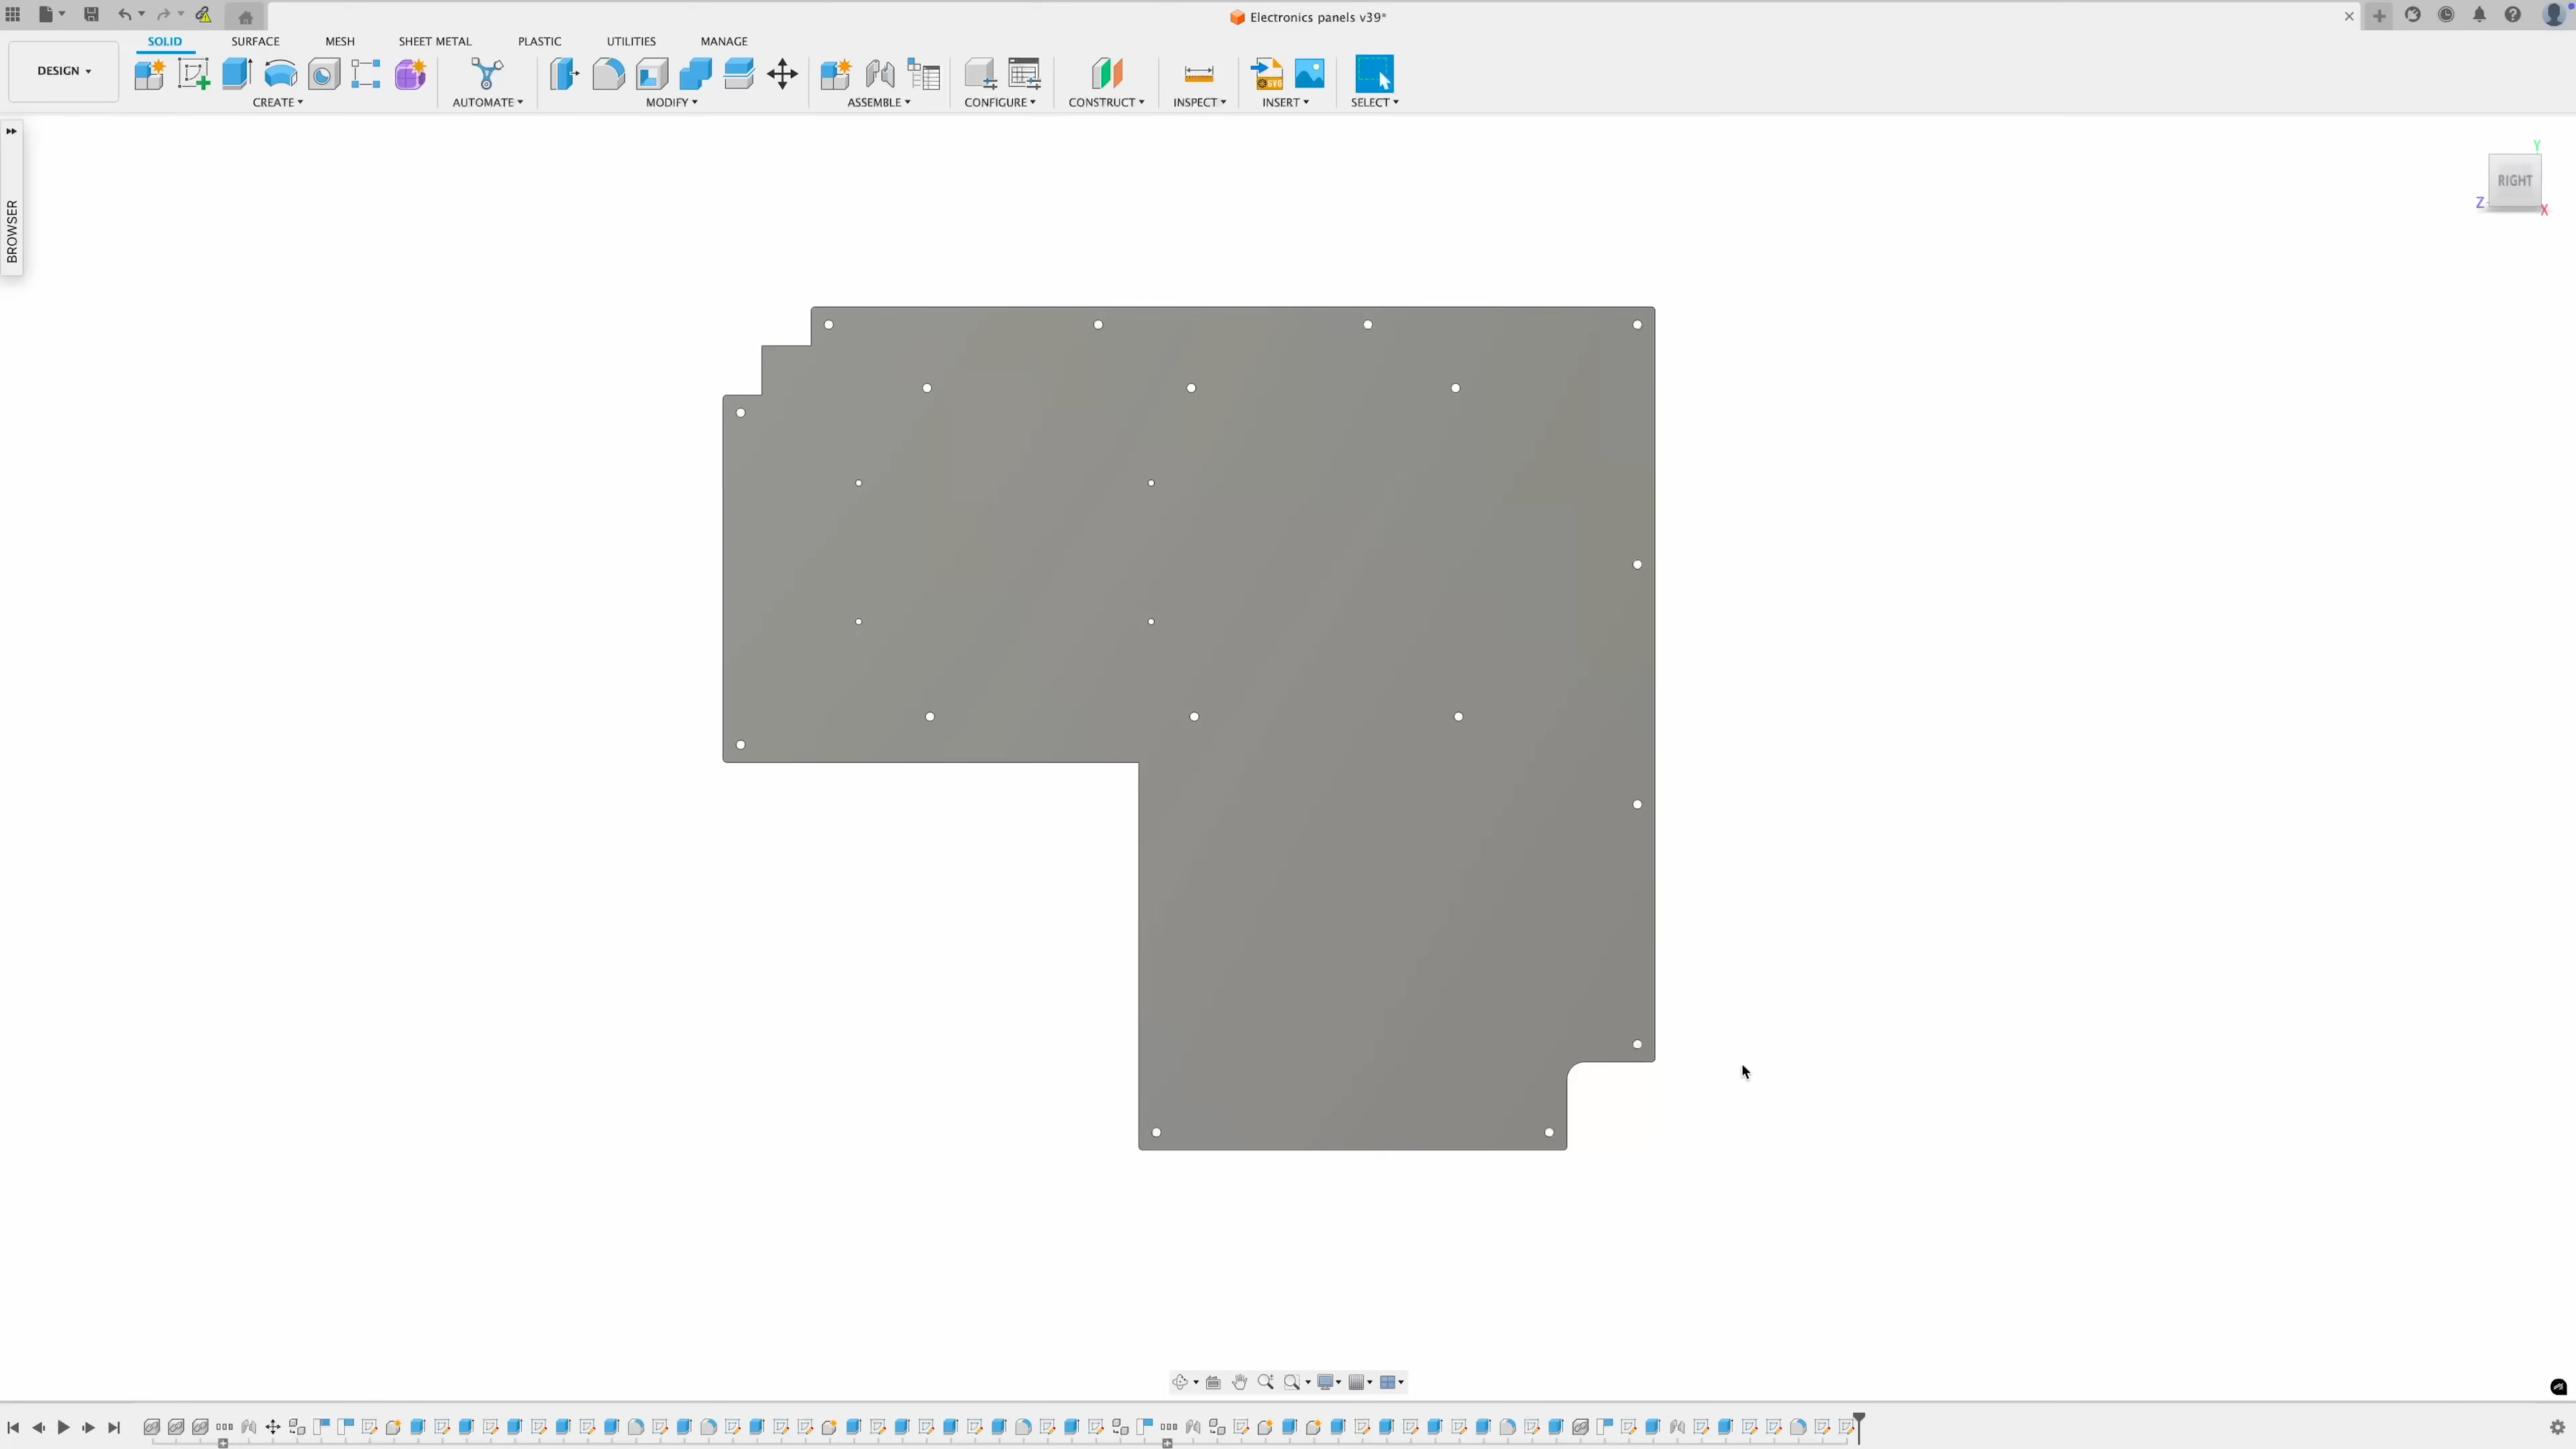 Electronics panels v39*
SOLID SURFACE MESH SHEET METAL PLASTIC UTILITIES MANAGE
DESIGN
CREATE AUTOMATE MODIFY ASSEMBLE CONFIGURE CONSTRUCT INSPECT INSERT SELECT
BROWSER
Y
RIGHT
Z
X